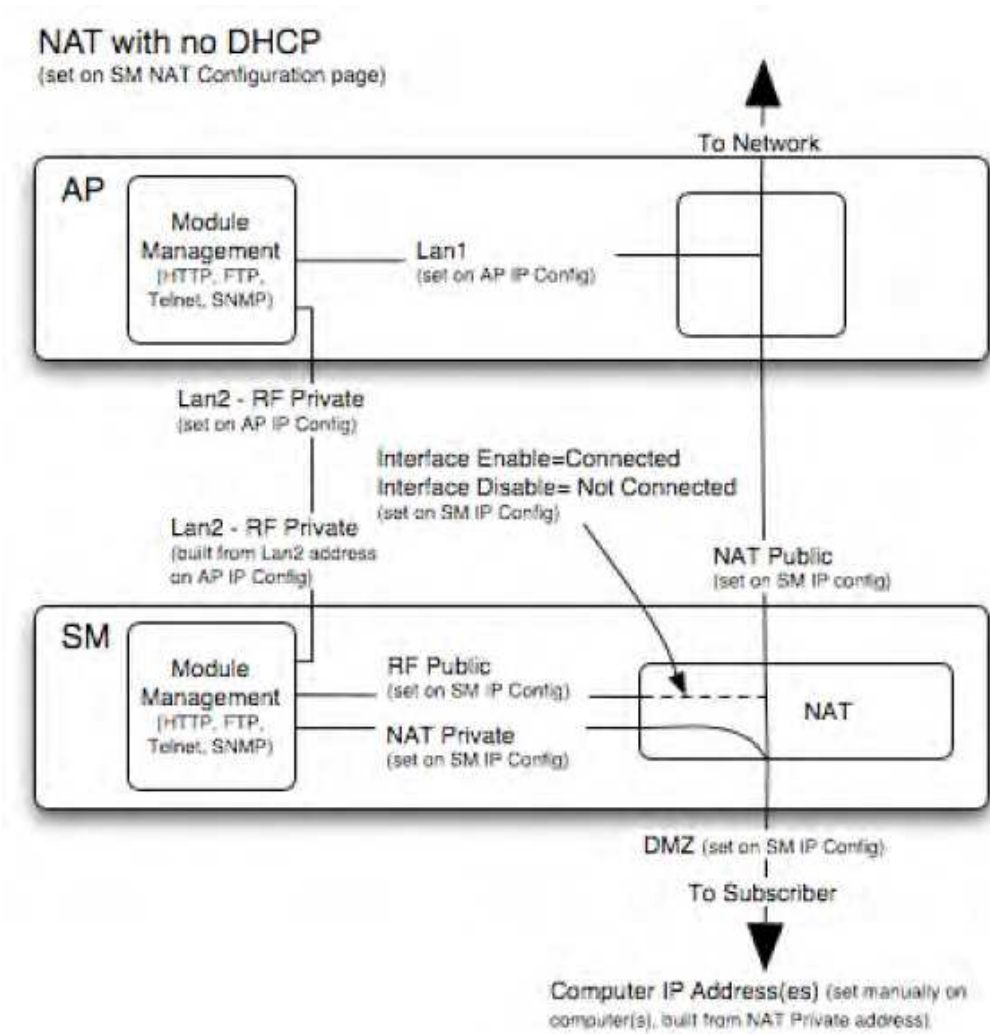 NAT with no DHCP
(set on SM NAT Configuration page)
To Network
AP
Module
Management
(HTTP, FTP,
Telnet, SNMP)
Lan1
(set on AP IP Config)
Lan2 - RF Private
(set on AP IP Config)
Interface Enable=Connected
Interface Disable= Not Connected
(set on SM IP Config)
Lan2 - RF Private
(built from Lan2 address
on AP IP Config)
NAT Public
(set on SM IP config)
SM
Module
Management
(HTTP, FTP,
Telnet, SNMP)
RF Public
(set on SM IP Config)
NAT Private
(set on SM IP Config)
NAT
DMZ (set on SM IP Config)
To Subscriber
Computer IP Address(es) (set manually on
computer(s), built from NAT Private address)